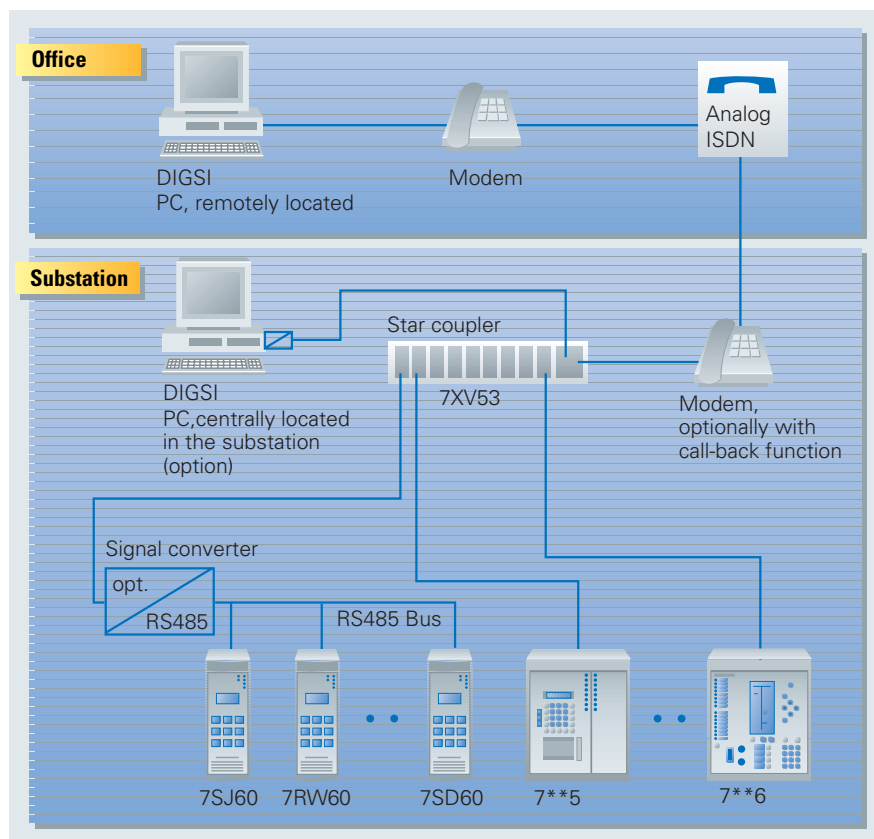 Office
DIGSI
PC, remotely located
Modem
Analog
ISDN
Substation
DIGSI
PC,centrally located
in the substation
(option)
Star coupler
7XV53
Modem,
optionally with
call-back function
Signal converter
opt.
RS485
RS485 Bus
7SJ60
7RW60
7SD60
7**5
7**6